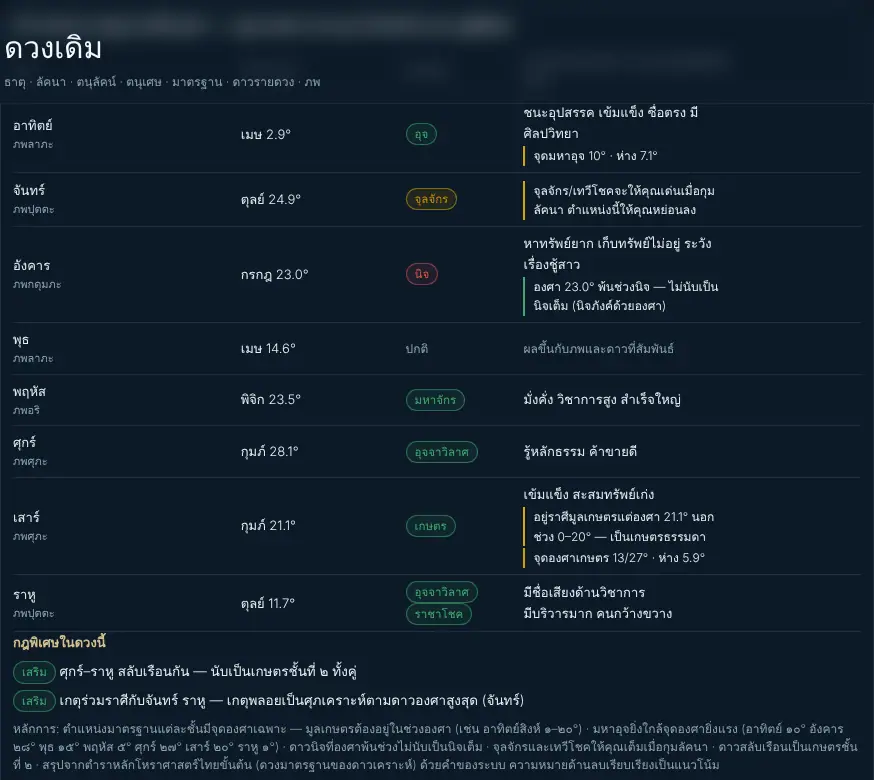 ดวงเดิม
ธาตุ · ลัคนา · ตนุลัคน์ · ตนุเศษ · มาตรฐาน · ดาวรายดวง · ภพ
อาทิตย์
ภพลาภะ
เมษ 2.9°
อุจ
ชนะอุปสรรค เข้มแข็ง ซื่อตรง มี
ศิลปวิทยา
จุดมหาอุจ 10° · ห่าง 7.1°
จันทร์
ภพปุตตะ
ตุลย์ 24.9°
จุลจักร
จุลจักร/เทวีโชคจะให้คุณเด่นเมื่อกุม
ลัคนา ตำแหน่งนี้ให้คุณหย่อนลง
อังคาร
ภพกดุมภะ
กรกฎ 23.0°
นิจ
หาทรัพย์ยาก เก็บทรัพย์ไม่อยู่ ระวัง
เรื่องชู้สาว
องศา 23.0° พ้นช่วงนิจ — ไม่นับเป็น
นิจเต็ม (นิจภังค์ด้วยองศา)
พุธ
ภพลาภะ
เมษ 14.6°
ปกติ
ผลขึ้นกับภพและดาวที่สัมพันธ์
พฤหัส
ภพอริ
พิจิก 23.5°
มหาจักร
มั่งคั่ง วิชาการสูง สำเร็จใหญ่
ศุกร์
ภพศุภะ
กุมภ์ 28.1°
อุจจาวิลาศ
รู้หลักธรรม ค้าขายดี
เสาร์
ภพศุภะ
กุมภ์ 21.1°
เกษตร
เข้มแข็ง สะสมทรัพย์เก่ง
อยู่ราศีมูลเกษตรแต่องศา 21.1° นอก
ช่วง 0–20° — เป็นเกษตรธรรมดา
จุดองศาเกษตร 13/27° · ห่าง 5.9°
ราหู
ภพปุตตะ
ตุลย์ 11.7°
อุจจาวิลาศ
ราชาโชค
มีชื่อเสียงด้านวิชาการ
มีบริวารมาก คนกว้างขวาง
กฎพิเศษในดวงนี้
เสริม ศุกร์–ราหู สลับเรือนกัน — นับเป็นเกษตรชั้นที่ ๒ ทั้งคู่
เสริม เกตุร่วมราศีกับจันทร์ ราหู — เกตุพลอยเป็นศุภเคราะห์ตามดาวองศาสูงสุด (จันทร์)
หลักการ: ตำแหน่งมาตรฐานแต่ละชั้นมีจุดองศาเฉพาะ — มูลเกษตรต้องอยู่ในช่วงองศา (เช่น อาทิตย์สิงห์ ๑–๒๐°) · มหาอุจยิ่งใกล้จุดองศายิ่งแรง (อาทิตย์ ๑๐° อังคาร
๒๘° พุธ ๑๕° พฤหัส ๕° ศุกร์ ๒๗° เสาร์ ๒๐° ราหู ๑°) · ดาวนิจที่องศาพ้นช่วงไม่นับเป็นนิจเต็ม · จุลจักรและเทวีโชคให้คุณเต็มเมื่อกุมลัคนา · ดาวสลับเรือนเป็นเกษตรชั้น
ที่ ๒ · สรุปจากตำราหลักโหราศาสตร์ไทยขั้นต้น (ดวงมาตรฐานของดาวเคราะห์) ด้วยคำของระบบ ความหมายด้านลบเรียบเรียงเป็นแนวโน้ม